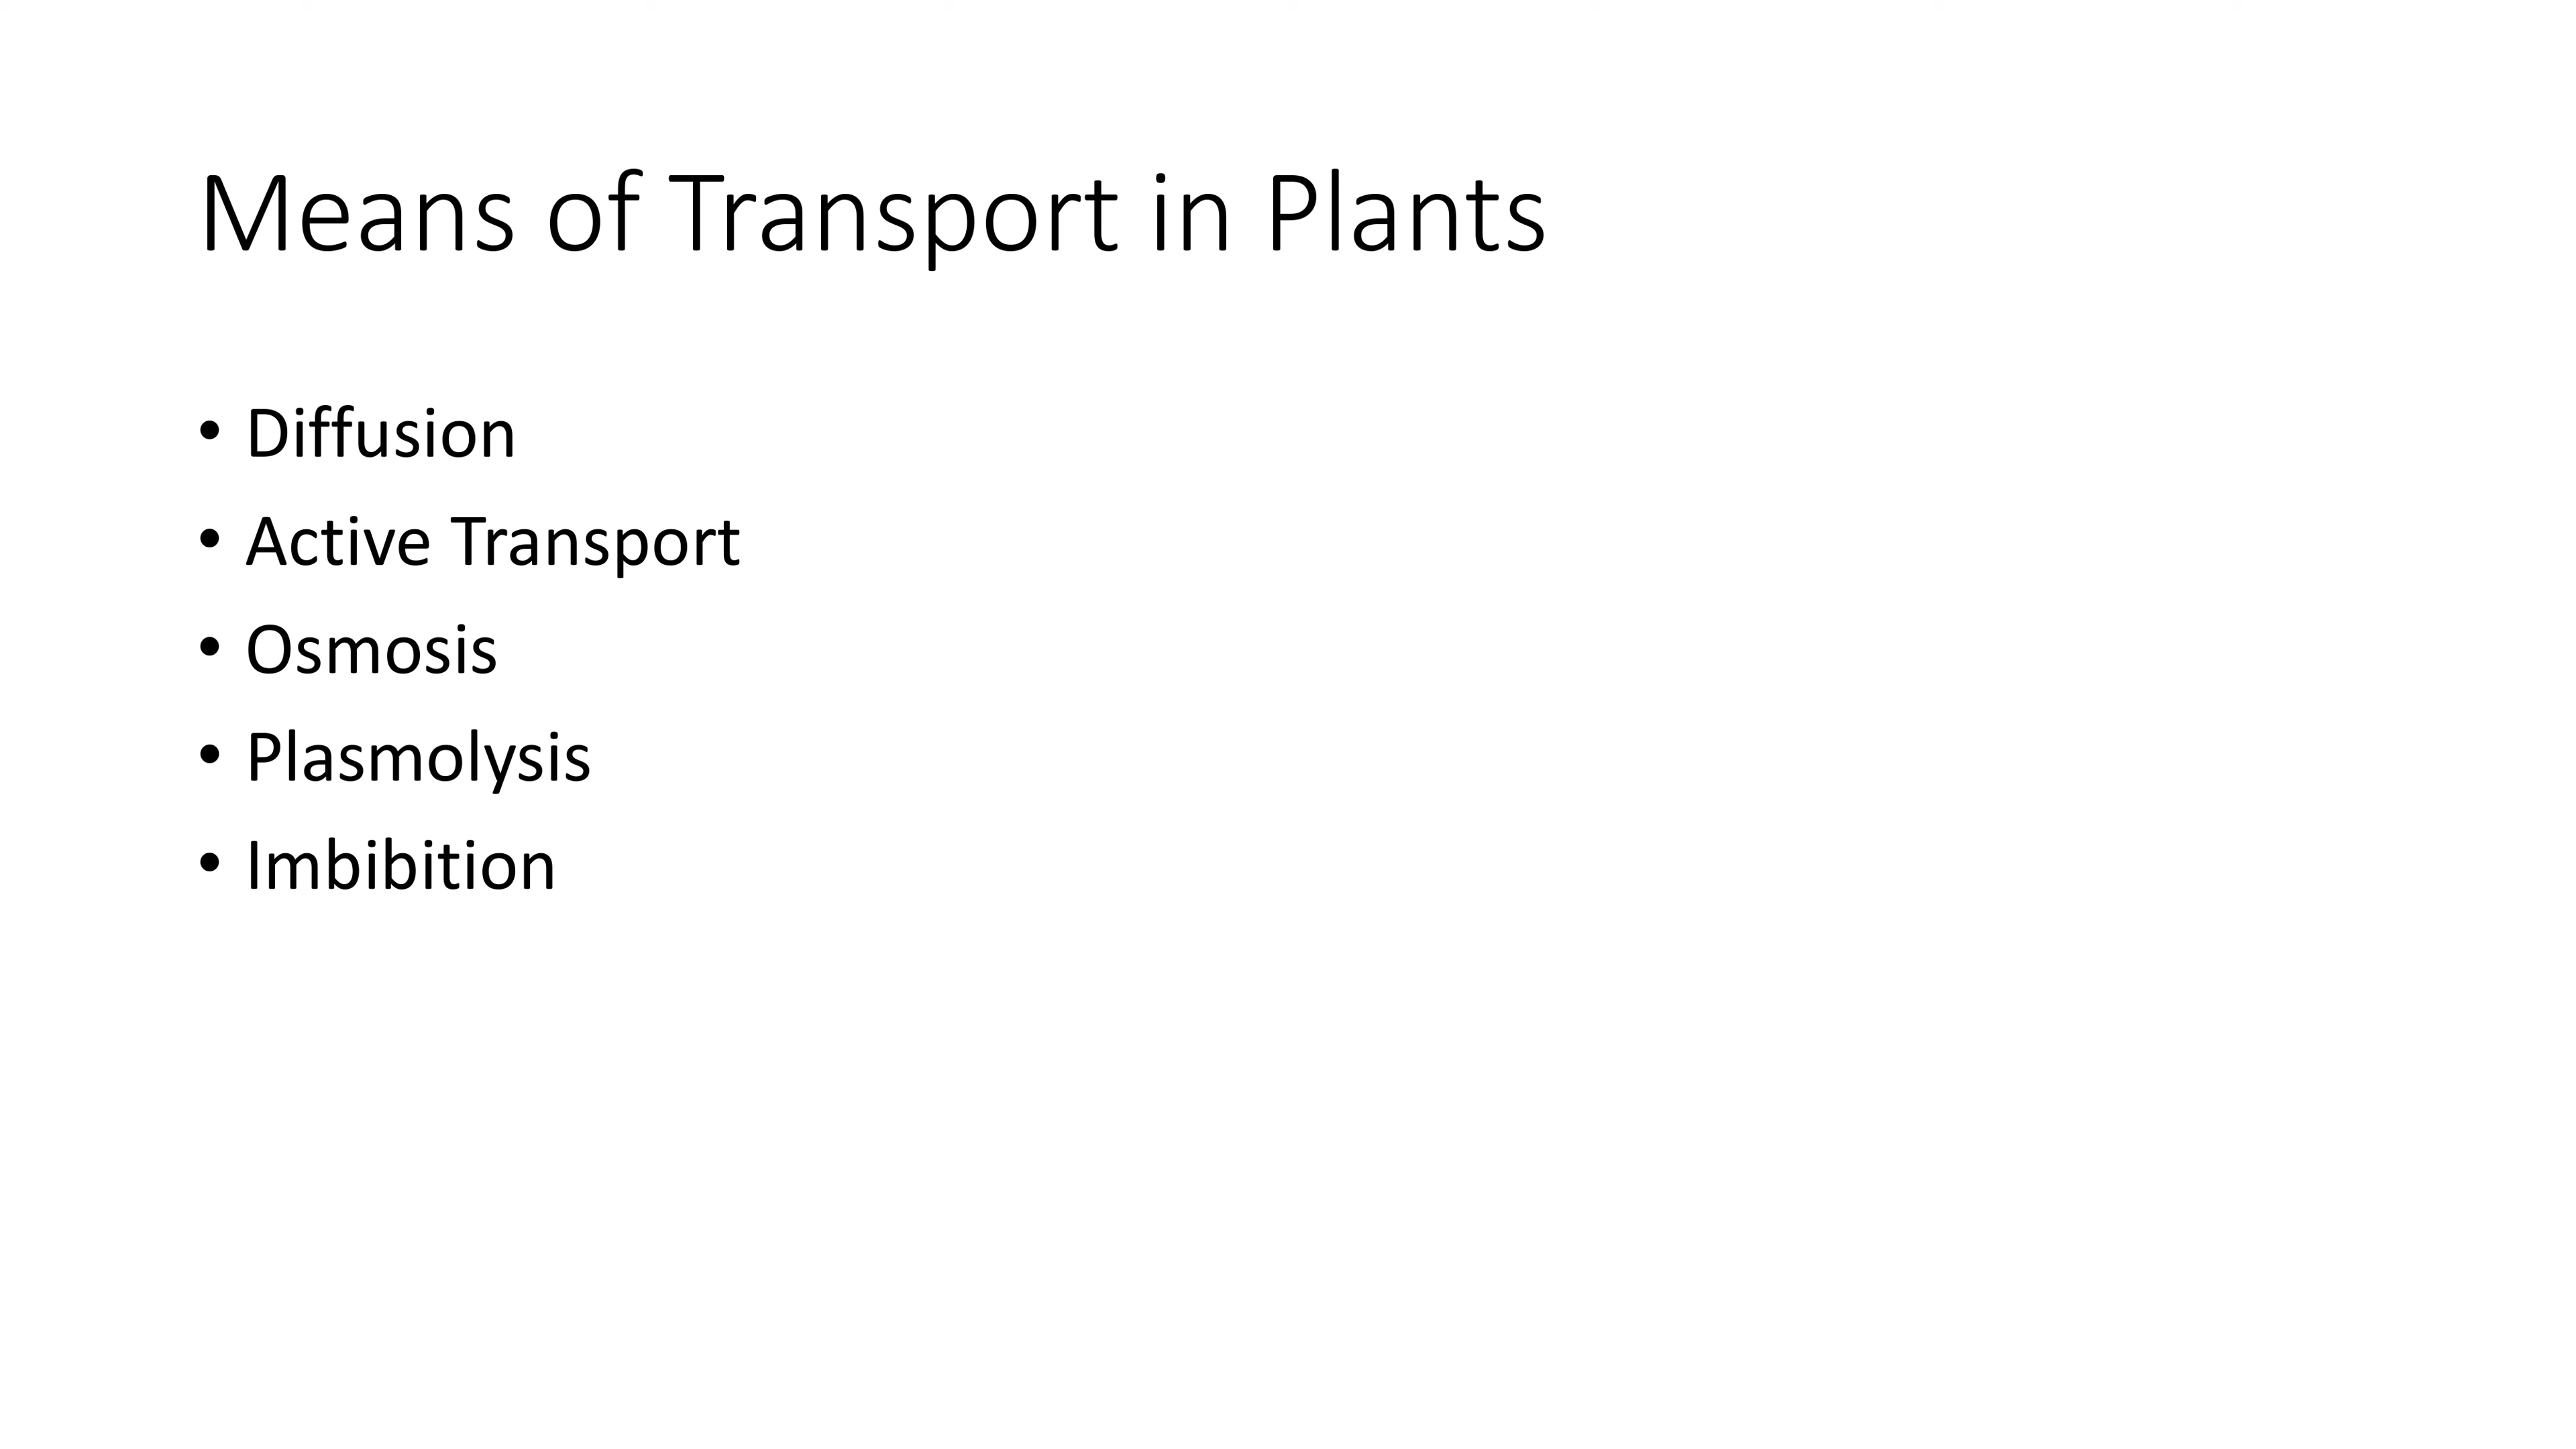 Means of Transport in Plants
• Diffusion
• Active Transport
• Osmosis
• Plasmolysis
• Imbibition